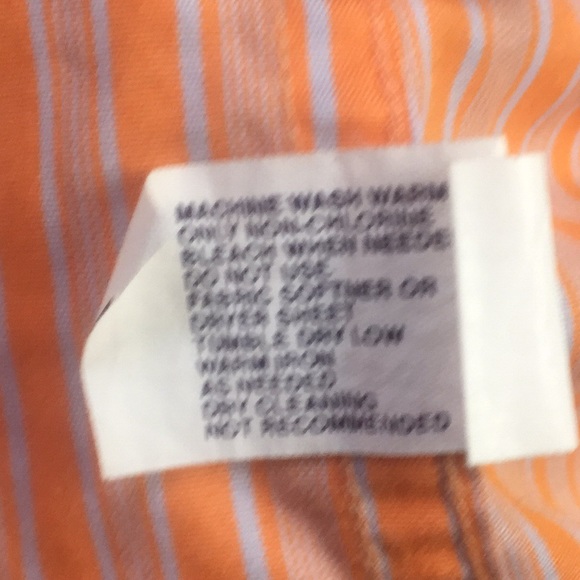 MACHINE WASH WARM
ONLY NON-CHLORINE
BLEACH WHEN NEEDE
DO NOT USE
FABRIC SOFTNER OR
DRYER SHEET
TUMBLE DRY LOW
WARM IRON
AS NEEDED
DRY CLEANING
NOT RECOMMENDED